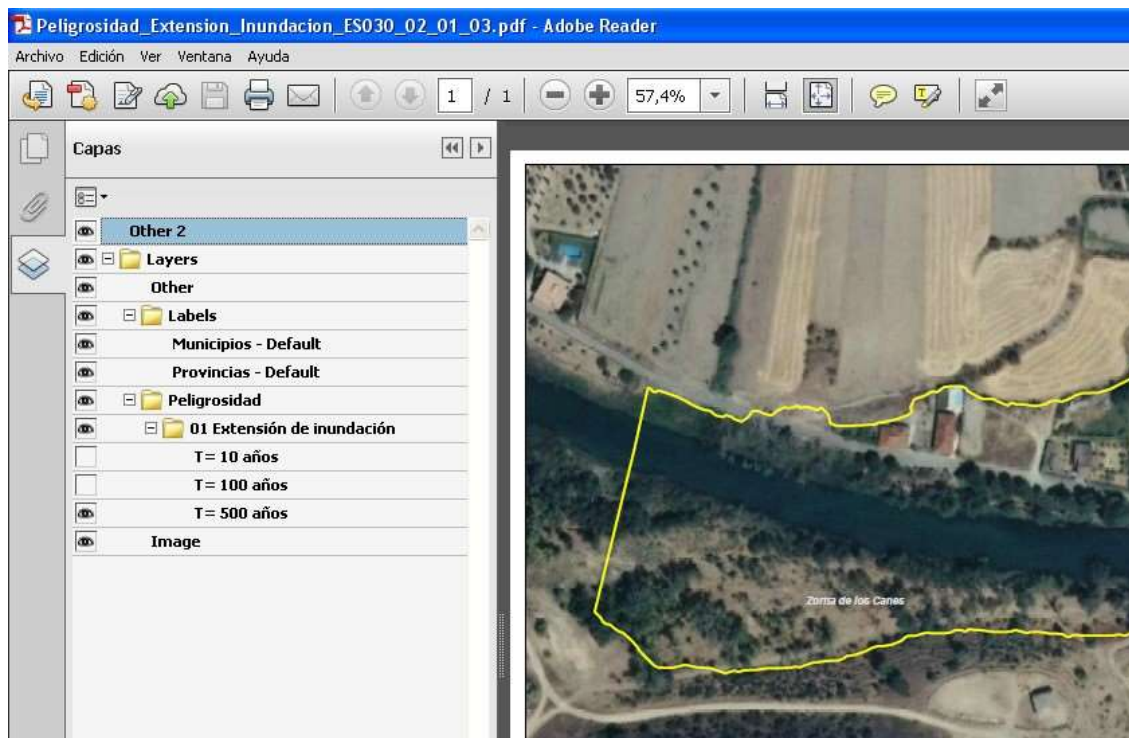 Peligrosidad_Extension_Inundacion_ES030_02_01_03.pdf - Adobe Reader
Archivo Edición Ver Ventana Ayuda
1 / 1 57,4%
Capas
Other 2
Layers
Other
Labels
Municipios - Default
Provincias - Default
Peligrosidad
01 Extensión de inundación
T= 10 años
T= 100 años
T= 500 años
Image
de los Canes